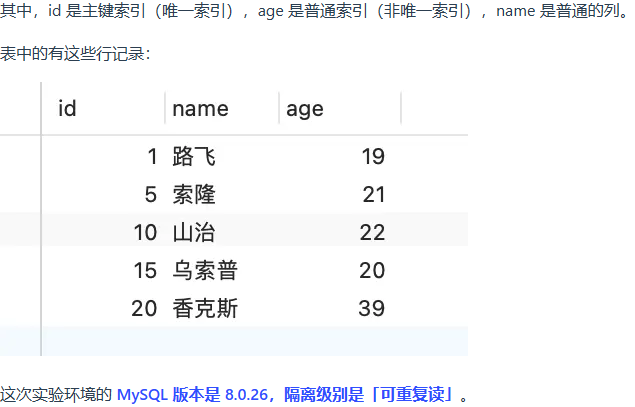 其中，id 是主键索引（唯一索引），age 是普通索引（非唯一索引），name 是普通的列。
表中的有这些行记录：
id name age
1 路飞 19
5 索隆 21
10 山治 22
15 乌索普 20
20 香克斯 39
这次实验环境的 MySQL 版本是 8.0.26，隔离级别是「可重复读」。